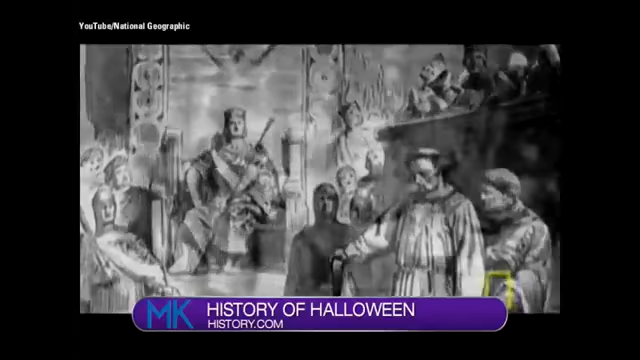 YouTube/National Geographic
MK
HISTORY OF HALLOWEEN
HISTORY.COM